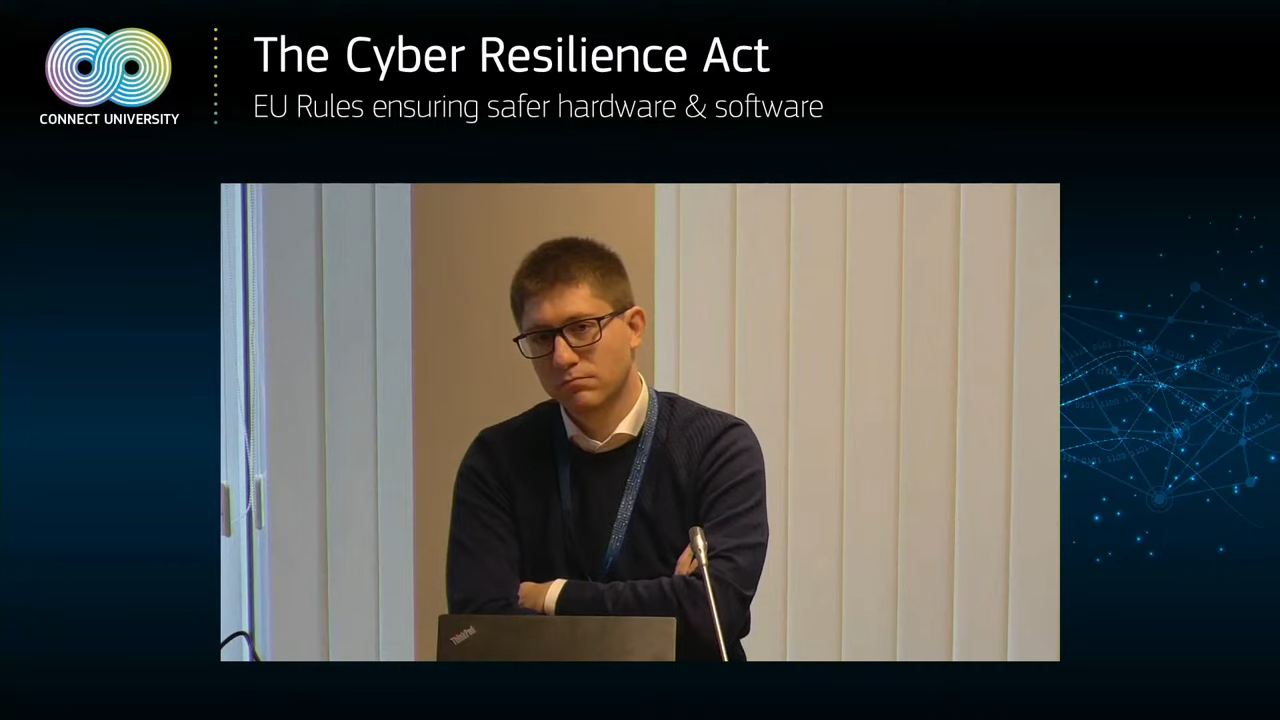 The Cyber Resilience Act
EU Rules ensuring safer hardware & software
CONNECT UNIVERSITY
ThinkPad